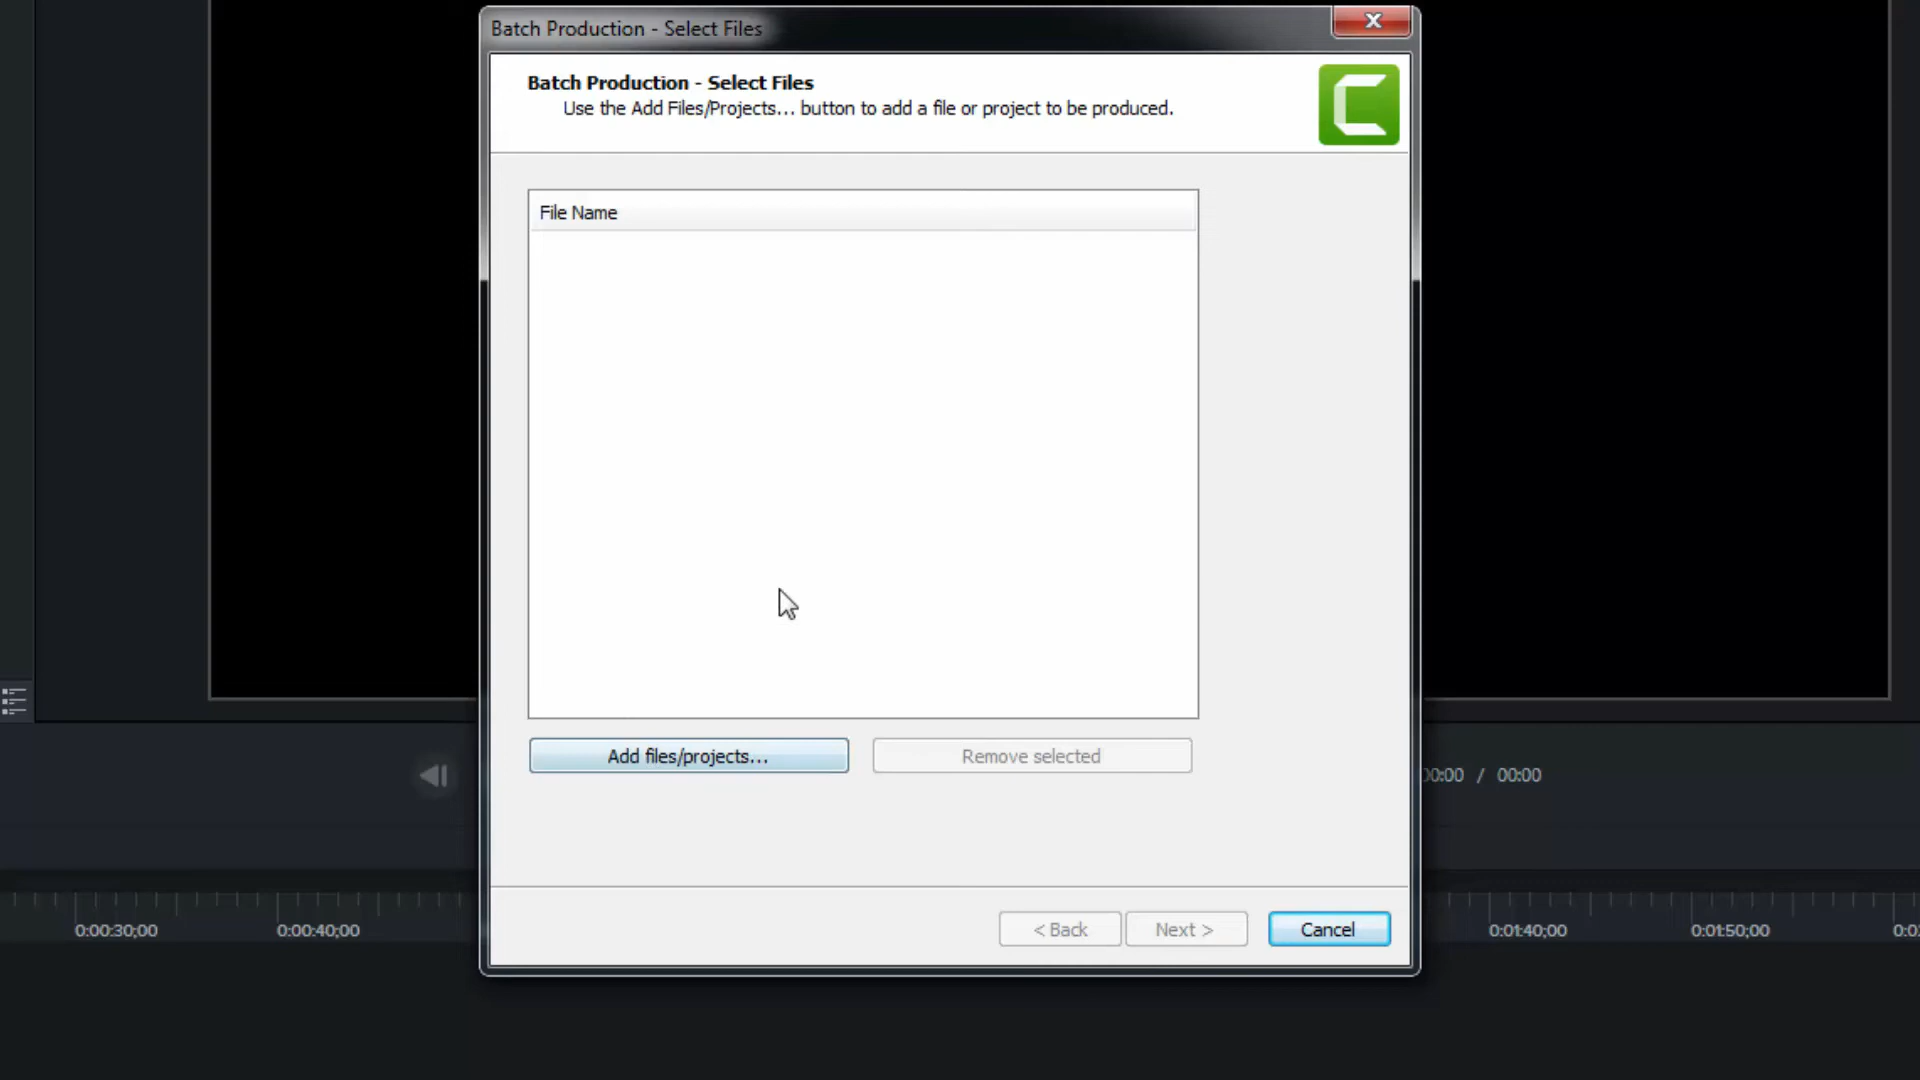 Batch Production - Select Files
Batch Production - Select Files
Use the Add Files/Projects... button to add a file or project to be produced.
File Name
Add files/projects...
Remove selected
00:00 / 00:00
< Back
Next >
Cancel
0:00:30;00
0:00:40;00
0:01:40;00
0:01:50;00